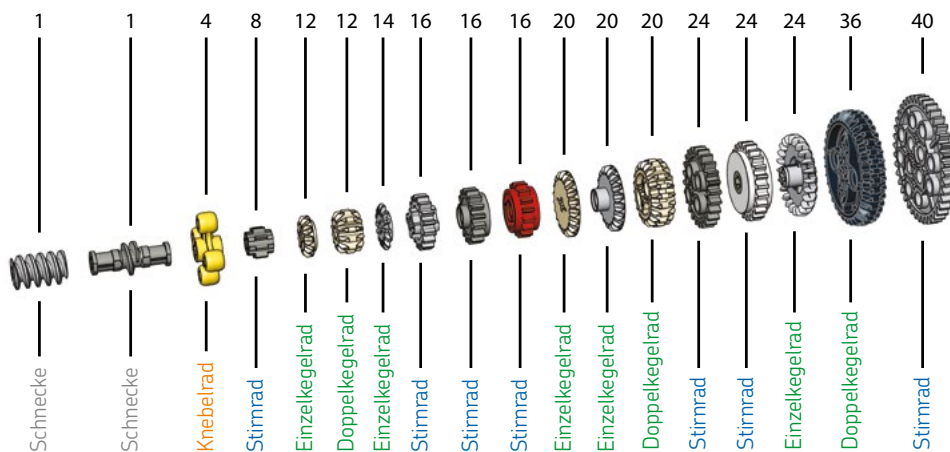 1 1 4 8 12 12 14 16 16 16 20 20 20 24 24 24 36 40
Schnecke
Schnecke
Knebelrad
Stirnrad
Einzelkegelrad
Doppelkegelrad
Einzelkegelrad
Stirnrad
Stirnrad
Stirnrad
Einzelkegelrad
Einzelkegelrad
Doppelkegelrad
Stirnrad
Stirnrad
Einzelkegelrad
Doppelkegelrad
Stirnrad